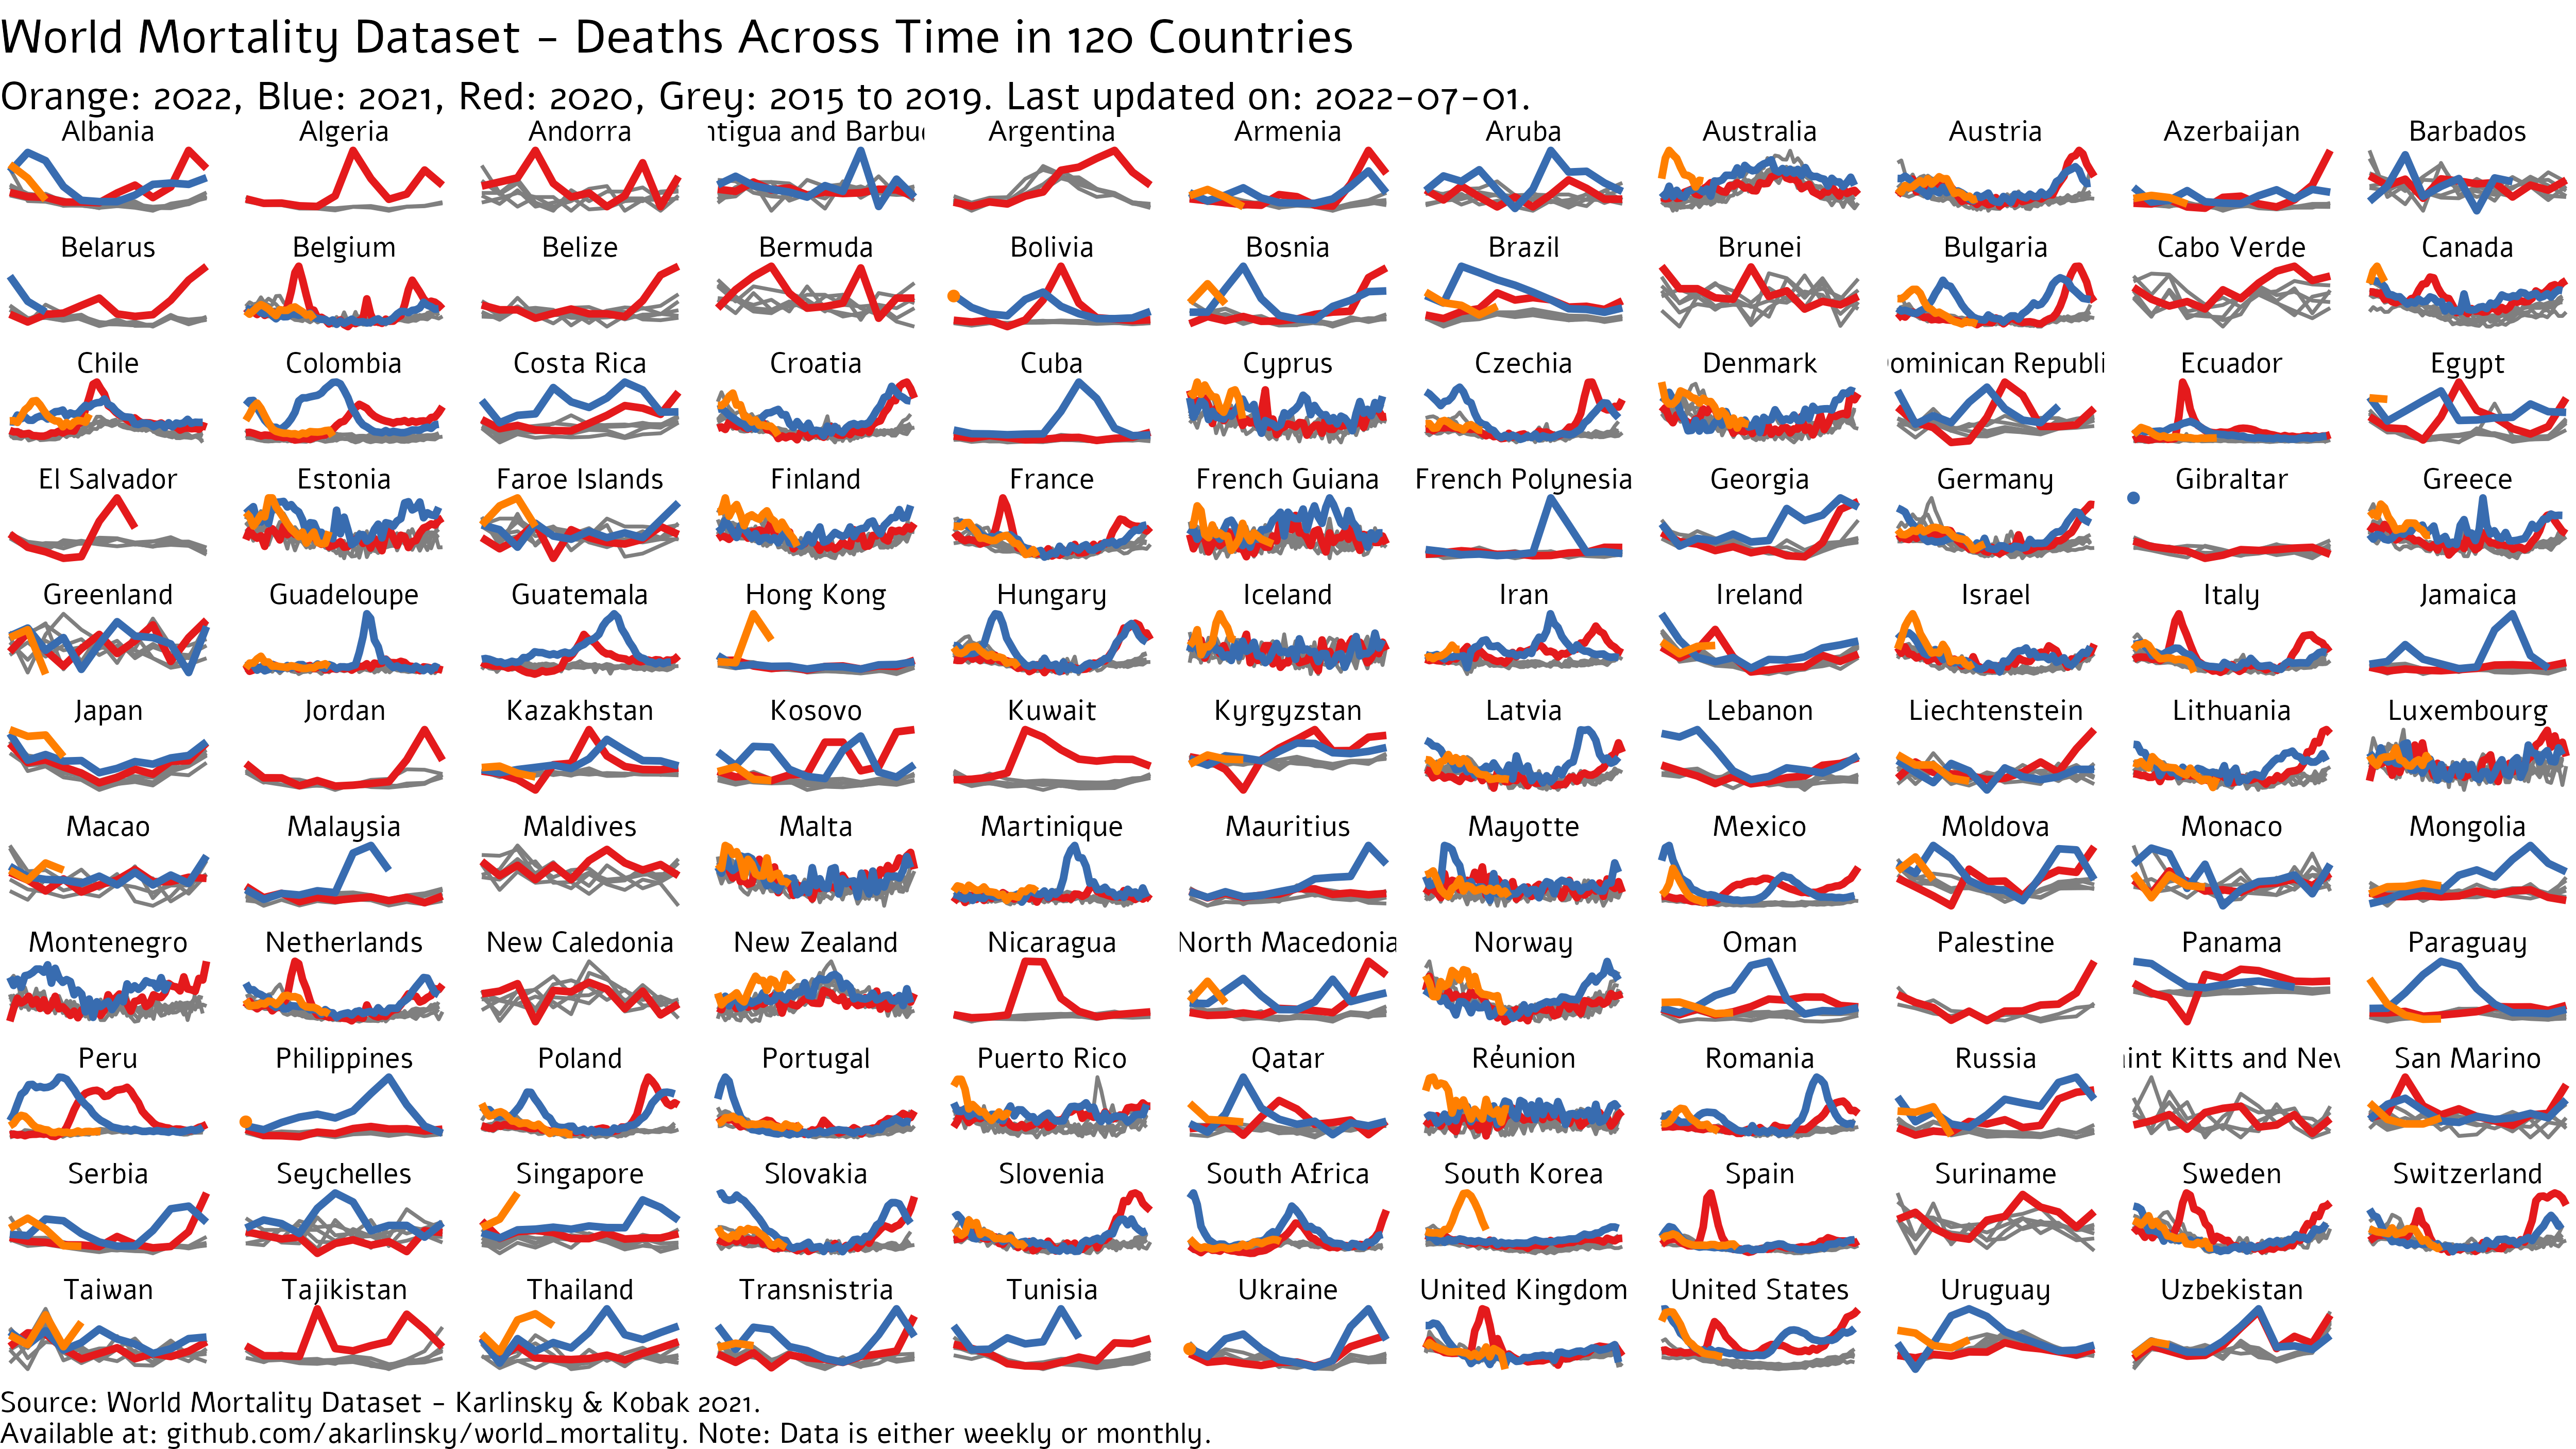 World Mortality Dataset - Deaths Across Time in 120 Countries
Orange: 2022, Blue: 2021, Red: 2020, Grey: 2015 to 2019. Last updated on: 2022-07-01.
Albania Algeria Andorra ntigua and Barbu Argentina Armenia Aruba Australia Austria Azerbaijan Barbados
Belarus Belgium Belize Bermuda Bolivia Bosnia Brazil Brunei Bulgaria Cabo Verde Canada
Chile Colombia Costa Rica Croatia Cuba Cyprus Czechia Denmark ominican Republi Ecuador Egypt
El Salvador Estonia Faroe Islands Finland France French Guiana French Polynesia Georgia Germany Gibraltar Greece
Greenland Guadeloupe Guatemala Hong Kong Hungary Iceland Iran Ireland Israel Italy Jamaica
Japan Jordan Kazakhstan Kosovo Kuwait Kyrgyzstan Latvia Lebanon Liechtenstein Lithuania Luxembourg
Macao Malaysia Maldives Malta Martinique Mauritius Mayotte Mexico Moldova Monaco Mongolia
Montenegro Netherlands New Caledonia New Zealand Nicaragua North Macedonia Norway Oman Palestine Panama Paraguay
Peru Philippines Poland Portugal Puerto Rico Qatar Réunion Romania Russia int Kitts and Nev San Marino
Serbia Seychelles Singapore Slovakia Slovenia South Africa South Korea Spain Suriname Sweden Switzerland
Taiwan Tajikistan Thailand Transnistria Tunisia Ukraine United Kingdom United States Uruguay Uzbekistan
Source: World Mortality Dataset - Karlinsky & Kobak 2021.
Available at: github.com/akarlinsky/world_mortality. Note: Data is either weekly or monthly.